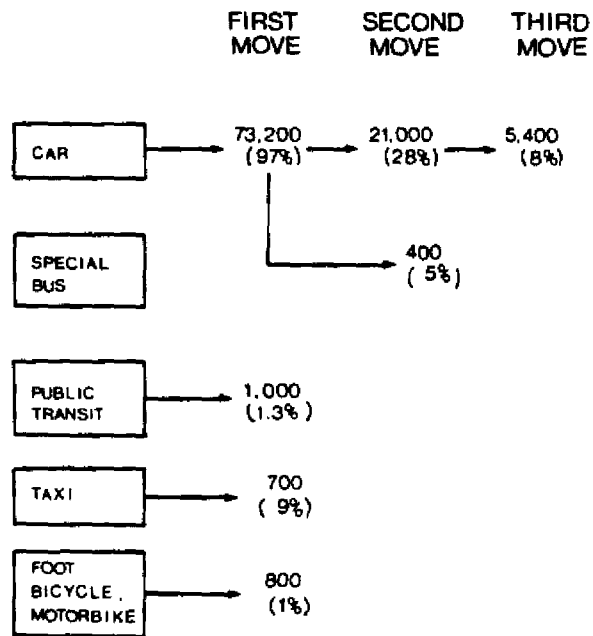 FIRST MOVE
SECOND MOVE
THIRD MOVE
CAR
73,200
(97%)
21,000
(28%)
5,400
(8%)
SPECIAL
BUS
400
( 5%)
PUBLIC
TRANSIT
1,000
(1.3%)
TAXI
700
( 9%)
FOOT
BICYCLE,
MOTORBIKE
800
(1%)